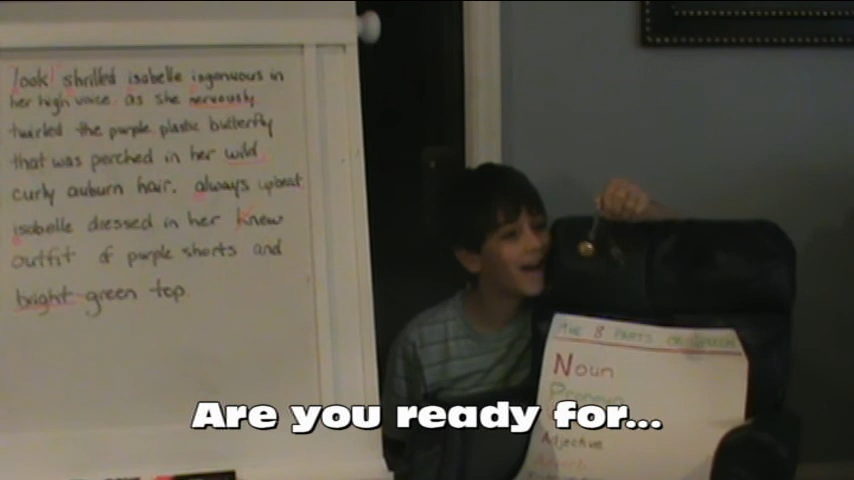 look! shrilled isabelle ingenuous in
her high voice as she nervously
twirled the purple plastic butterfly
that was perched in her wild
curly auburn hair. always upbeat
isabelle dressed in her knew
outfit of purple shorts and
bright green top.
THE 8 PARTS OF SPEECH
Noun
Pronoun
Adjective
Adverb
Are you ready for...